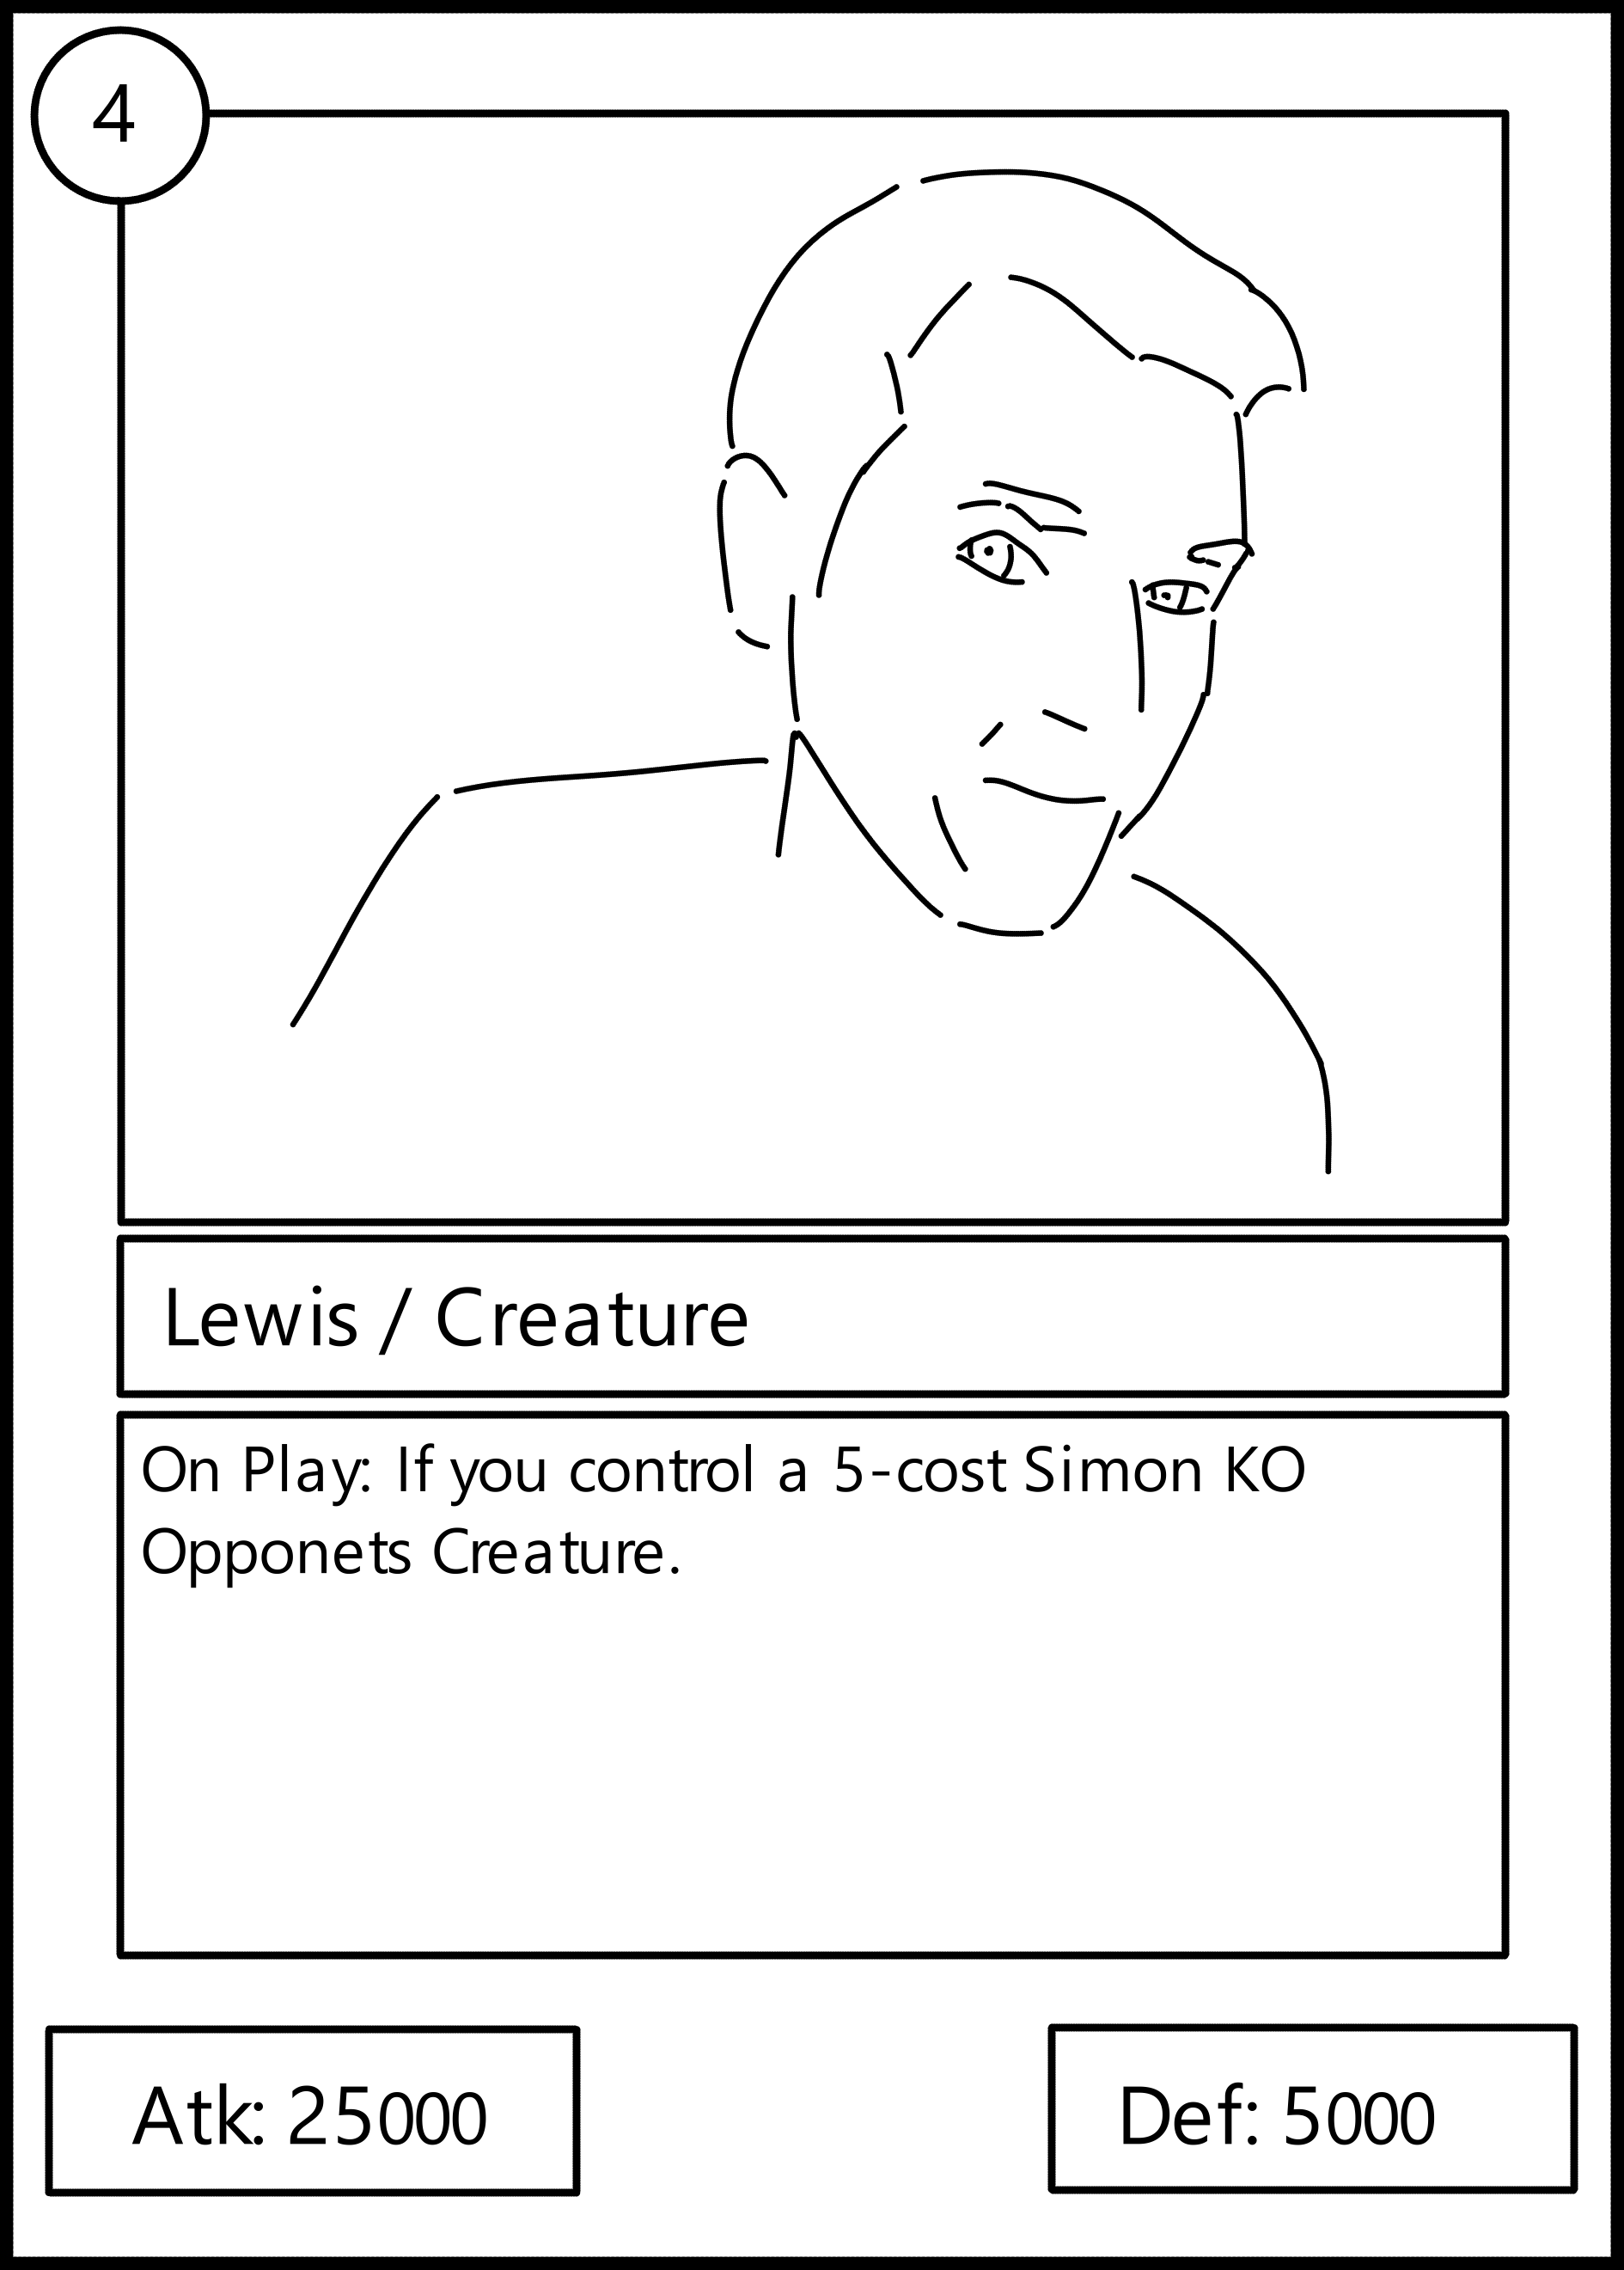 4
Lewis / Creature
On Play: If you control a 5-cost Simon KO
Opponets Creature.
Atk: 25000
Def: 5000